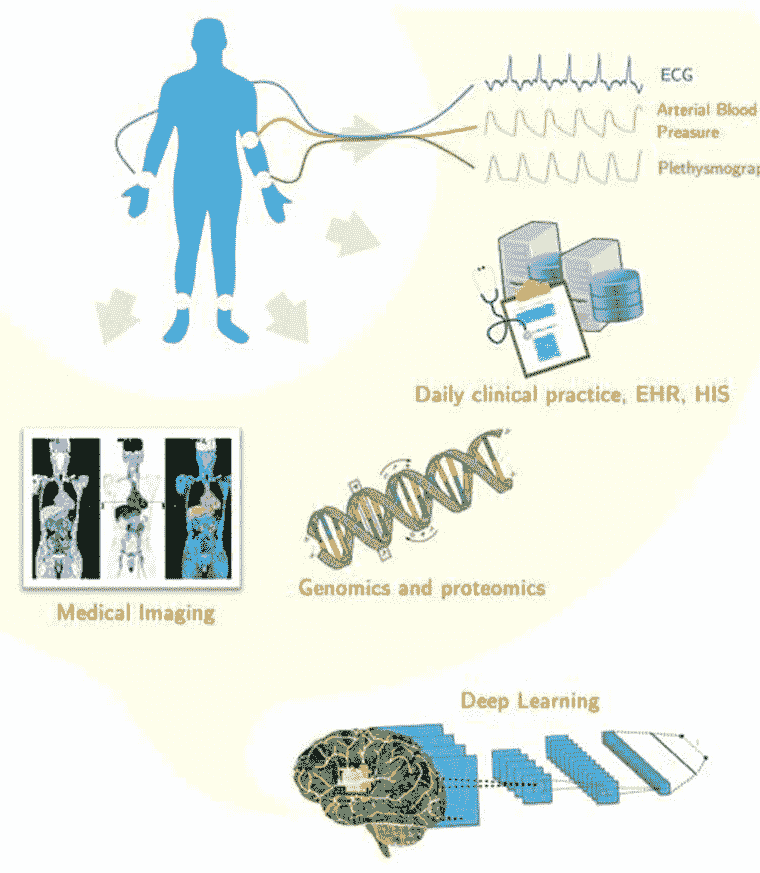 ECG
Arterial Blood
Preasure
Plethysmograp
Daily clinical practice, EHR, HIS
Genomics and proteomics
Medical Imaging
Deep Learning